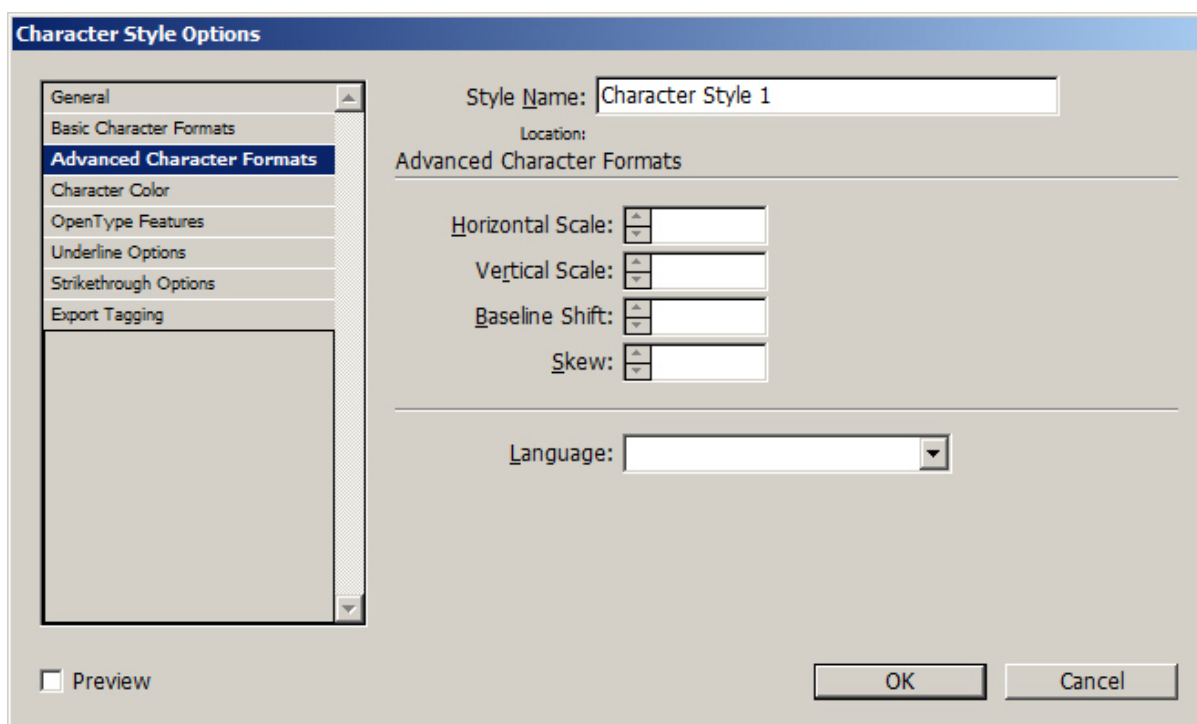 Character Style Options
General
Basic Character Formats
Advanced Character Formats
Character Color
OpenType Features
Underline Options
Strikethrough Options
Export Tagging
Style Name: Character Style 1
Location:
Advanced Character Formats
Horizontal Scale:
Vertical Scale:
Baseline Shift:
Skew:
Language:
Preview
OK
Cancel